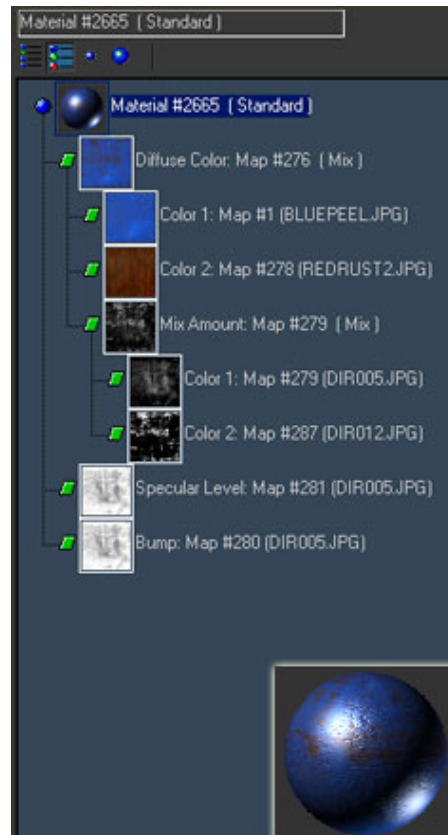 Material #2665 ( Standard )
Material #2665 ( Standard )
Diffuse Color: Map #276 ( Mix )
Color 1: Map #1 (BLUEPEEL.JPG)
Color 2: Map #278 (REDRUST2.JPG)
Mix Amount: Map #279 ( Mix )
Color 1: Map #279 (DIR005.JPG)
Color 2: Map #287 (DIR012.JPG)
Specular Level: Map #281 (DIR005.JPG)
Bump: Map #280 (DIR005.JPG)